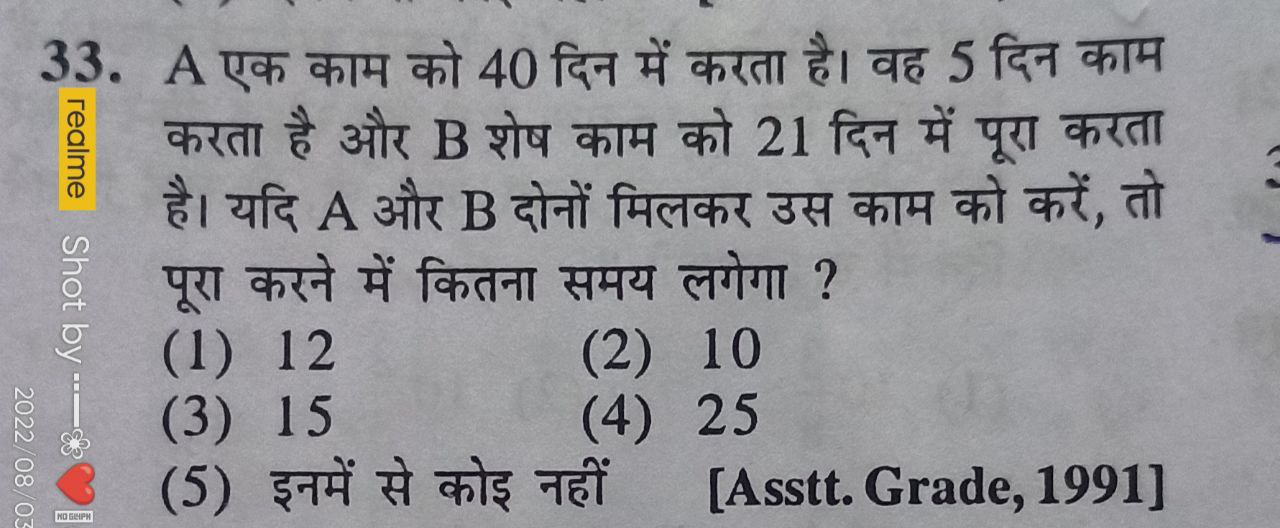 33. A एक काम को 40 दिन में करता है। वह 5 दिन काम
करता है और B शेष काम को 21 दिन में पूरा करता
है। यदि A और B दोनों मिलकर उस काम को करें, तो
पूरा करने में कितना समय लगेगा ?
(1) 12 (2) 10
(3) 15 (4) 25
(5) इनमें से कोइ नहीं [Asstt. Grade, 1991]
realme Shot by
2022/08/03
NO GLYPH